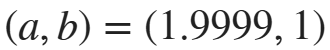 (a, b) = (1.9999, 1)